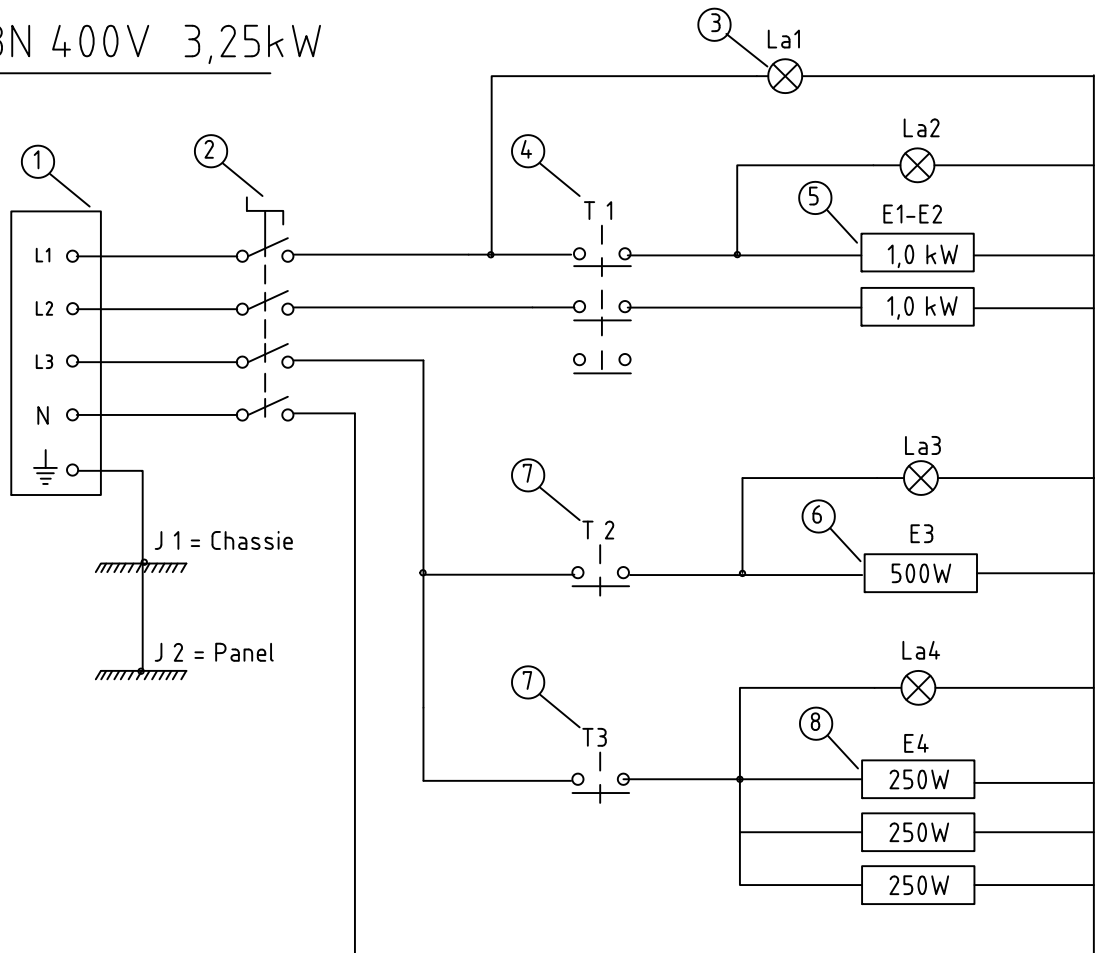 3N 400V 3,25kW
3
La1
La2
1
2
4
T 1
5
E1-E2
L1
1,0 kW
L2
1,0 kW
L3
N
7
La3
T 2
6
E3
J 1 = Chassie
500W
J 2 = Panel
La4
7
T3
8
E4
250W
250W
250W